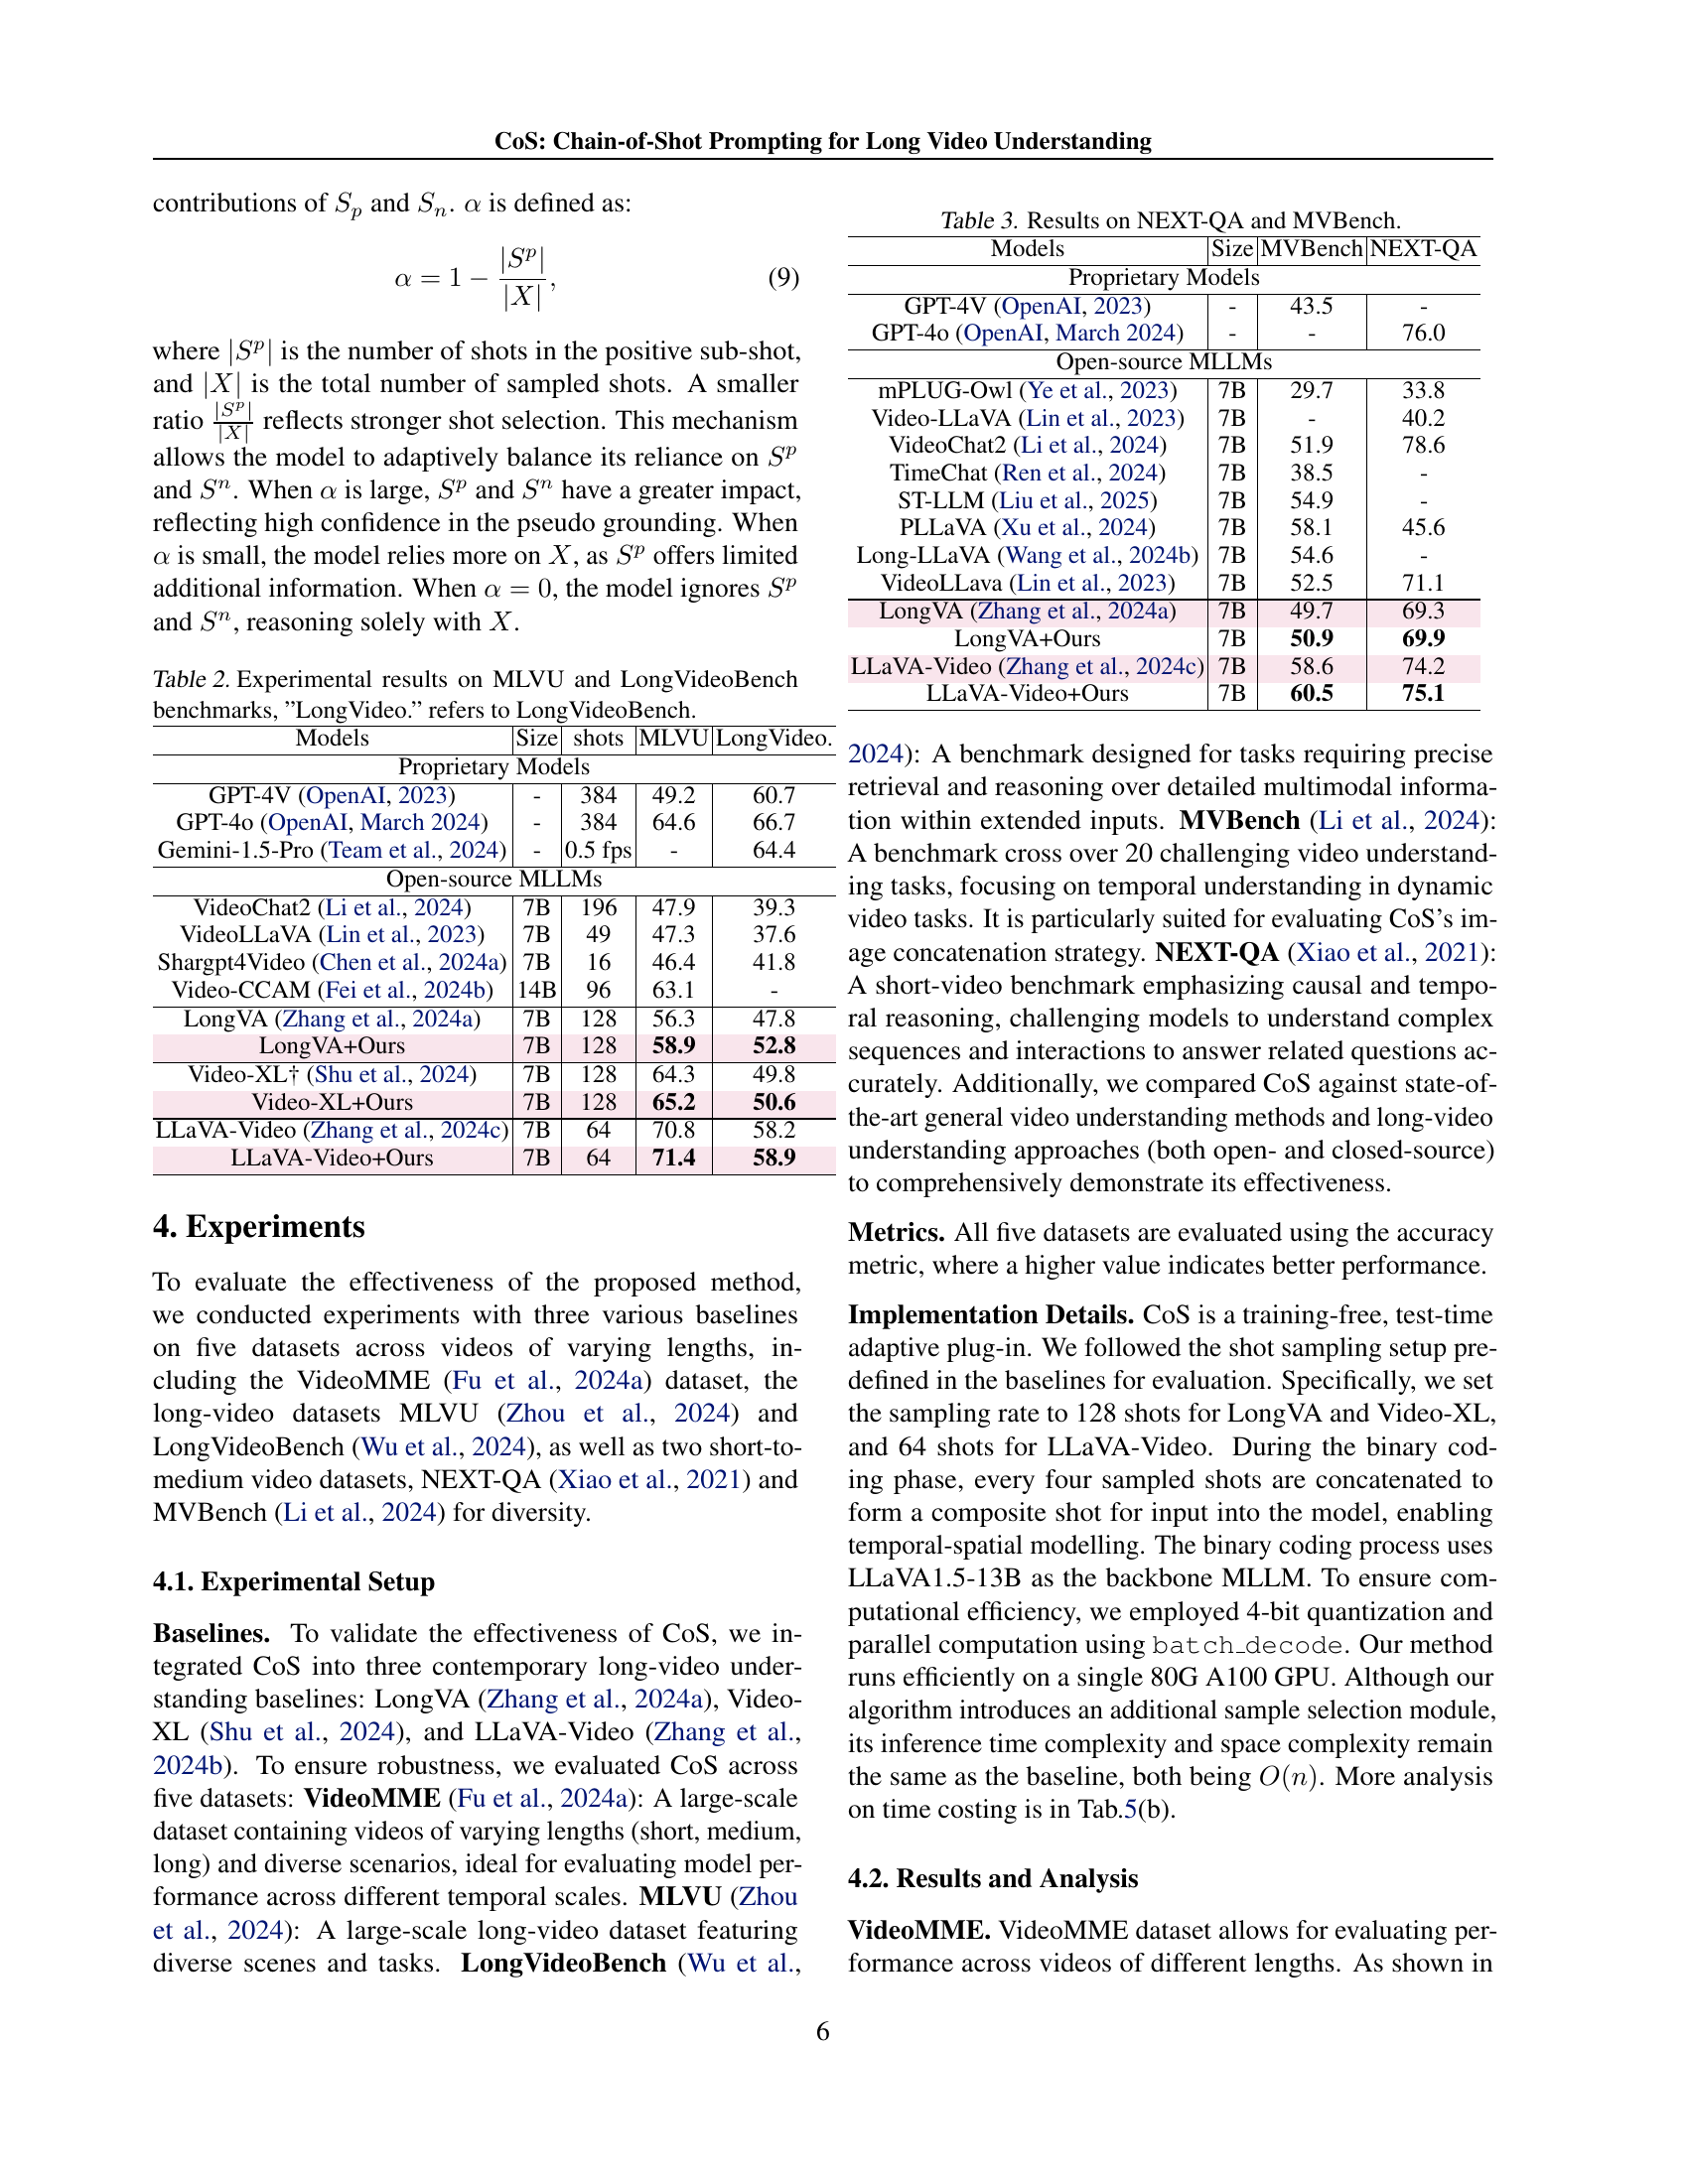 CoS: Chain-of-Shot Prompting for Long Video Understanding
contributions of S_p and S_n. α is defined as:
α = 1 − |S^p| / |X|, (9)
where |S^p| is the number of shots in the positive sub-shot,
and |X| is the total number of sampled shots. A smaller
ratio |S^p| / |X| reflects stronger shot selection. This mechanism
allows the model to adaptively balance its reliance on S^p
and S^n. When α is large, S^p and S^n have a greater impact,
reflecting high confidence in the pseudo grounding. When
α is small, the model relies more on X, as S^p offers limited
additional information. When α = 0, the model ignores S^p
and S^n, reasoning solely with X.
Table 2. Experimental results on MLVU and LongVideoBench
benchmarks, ”LongVideo.” refers to LongVideoBench.
Models Size shots MLVU LongVideo.
Proprietary Models
GPT-4V (OpenAI, 2023) - 384 49.2 60.7
GPT-4o (OpenAI, March 2024) - 384 64.6 66.7
Gemini-1.5-Pro (Team et al., 2024) - 0.5 fps - 64.4
Open-source MLLMs
VideoChat2 (Li et al., 2024) 7B 196 47.9 39.3
VideoLLaVA (Lin et al., 2023) 7B 49 47.3 37.6
Shargpt4Video (Chen et al., 2024a) 7B 16 46.4 41.8
Video-CCAM (Fei et al., 2024b) 14B 96 63.1 -
LongVA (Zhang et al., 2024a) 7B 128 56.3 47.8
LongVA+Ours 7B 128 58.9 52.8
Video-XL† (Shu et al., 2024) 7B 128 64.3 49.8
Video-XL+Ours 7B 128 65.2 50.6
LLaVA-Video (Zhang et al., 2024c) 7B 64 70.8 58.2
LLaVA-Video+Ours 7B 64 71.4 58.9
4. Experiments
To evaluate the effectiveness of the proposed method,
we conducted experiments with three various baselines
on five datasets across videos of varying lengths, in-
cluding the VideoMME (Fu et al., 2024a) dataset, the
long-video datasets MLVU (Zhou et al., 2024) and
LongVideoBench (Wu et al., 2024), as well as two short-to-
medium video datasets, NEXT-QA (Xiao et al., 2021) and
MVBench (Li et al., 2024) for diversity.
4.1. Experimental Setup
Baselines. To validate the effectiveness of CoS, we in-
tegrated CoS into three contemporary long-video under-
standing baselines: LongVA (Zhang et al., 2024a), Video-
XL (Shu et al., 2024), and LLaVA-Video (Zhang et al.,
2024b). To ensure robustness, we evaluated CoS across
five datasets: VideoMME (Fu et al., 2024a): A large-scale
dataset containing videos of varying lengths (short, medium,
long) and diverse scenarios, ideal for evaluating model per-
formance across different temporal scales. MLVU (Zhou
et al., 2024): A large-scale long-video dataset featuring
diverse scenes and tasks. LongVideoBench (Wu et al.,
Table 3. Results on NEXT-QA and MVBench.
Models Size MVBench NEXT-QA
Proprietary Models
GPT-4V (OpenAI, 2023) - 43.5 -
GPT-4o (OpenAI, March 2024) - - 76.0
Open-source MLLMs
mPLUG-Owl (Ye et al., 2023) 7B 29.7 33.8
Video-LLaVA (Lin et al., 2023) 7B - 40.2
VideoChat2 (Li et al., 2024) 7B 51.9 78.6
TimeChat (Ren et al., 2024) 7B 38.5 -
ST-LLM (Liu et al., 2025) 7B 54.9 -
PLLaVA (Xu et al., 2024) 7B 58.1 45.6
Long-LLaVA (Wang et al., 2024b) 7B 54.6 -
VideoLLava (Lin et al., 2023) 7B 52.5 71.1
LongVA (Zhang et al., 2024a) 7B 49.7 69.3
LongVA+Ours 7B 50.9 69.9
LLaVA-Video (Zhang et al., 2024c) 7B 58.6 74.2
LLaVA-Video+Ours 7B 60.5 75.1
2024): A benchmark designed for tasks requiring precise
retrieval and reasoning over detailed multimodal informa-
tion within extended inputs. MVBench (Li et al., 2024):
A benchmark cross over 20 challenging video understand-
ing tasks, focusing on temporal understanding in dynamic
video tasks. It is particularly suited for evaluating CoS’s im-
age concatenation strategy. NEXT-QA (Xiao et al., 2021):
A short-video benchmark emphasizing causal and tempo-
ral reasoning, challenging models to understand complex
sequences and interactions to answer related questions ac-
curately. Additionally, we compared CoS against state-of-
the-art general video understanding methods and long-video
understanding approaches (both open- and closed-source)
to comprehensively demonstrate its effectiveness.
Metrics. All five datasets are evaluated using the accuracy
metric, where a higher value indicates better performance.
Implementation Details. CoS is a training-free, test-time
adaptive plug-in. We followed the shot sampling setup pre-
defined in the baselines for evaluation. Specifically, we set
the sampling rate to 128 shots for LongVA and Video-XL,
and 64 shots for LLaVA-Video. During the binary cod-
ing phase, every four sampled shots are concatenated to
form a composite shot for input into the model, enabling
temporal-spatial modelling. The binary coding process uses
LLaVA1.5-13B as the backbone MLLM. To ensure com-
putational efficiency, we employed 4-bit quantization and
parallel computation using batch_decode. Our method
runs efficiently on a single 80G A100 GPU. Although our
algorithm introduces an additional sample selection module,
its inference time complexity and space complexity remain
the same as the baseline, both being O(n). More analysis
on time costing is in Tab.5(b).
4.2. Results and Analysis
VideoMME. VideoMME dataset allows for evaluating per-
formance across videos of different lengths. As shown in
6